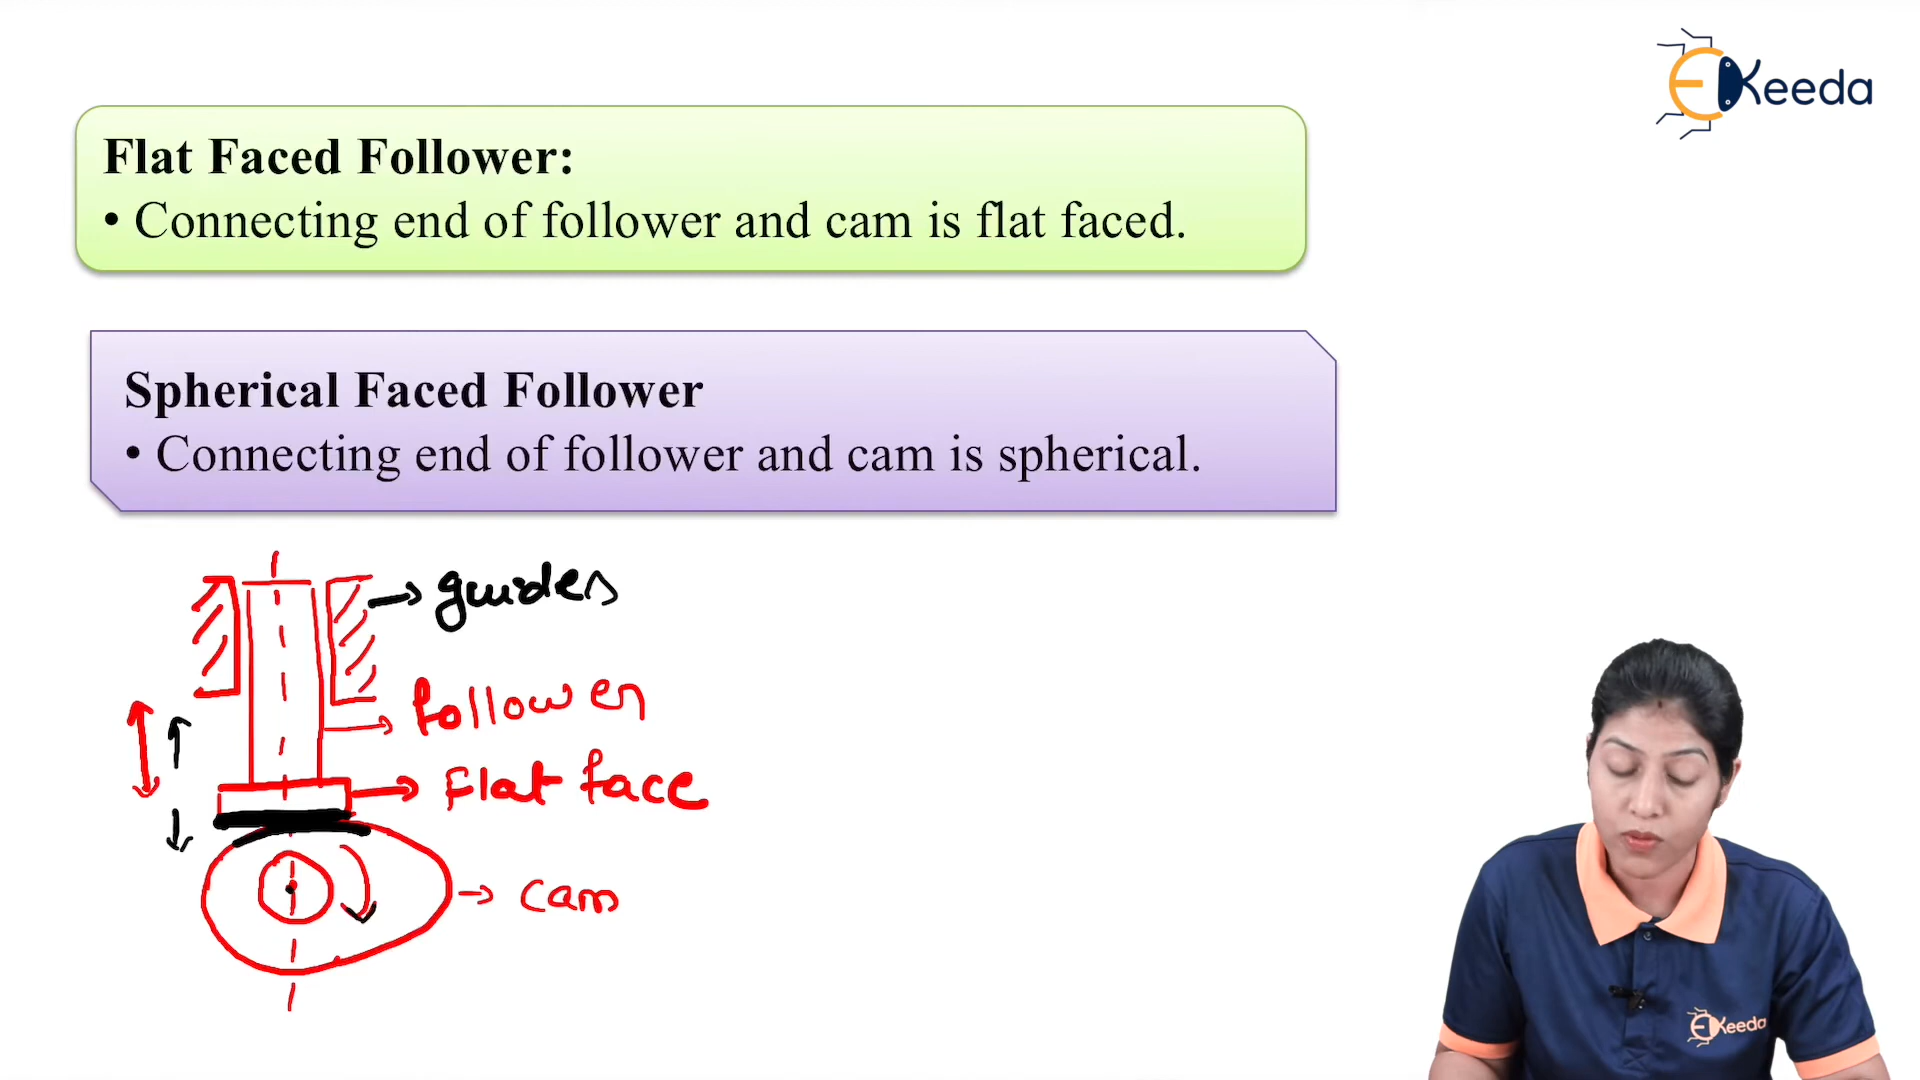 EKeeda
Flat Faced Follower:
• Connecting end of follower and cam is flat faced.
Spherical Faced Follower
• Connecting end of follower and cam is spherical.
guides
follower
Flat face
cam
EKeeda